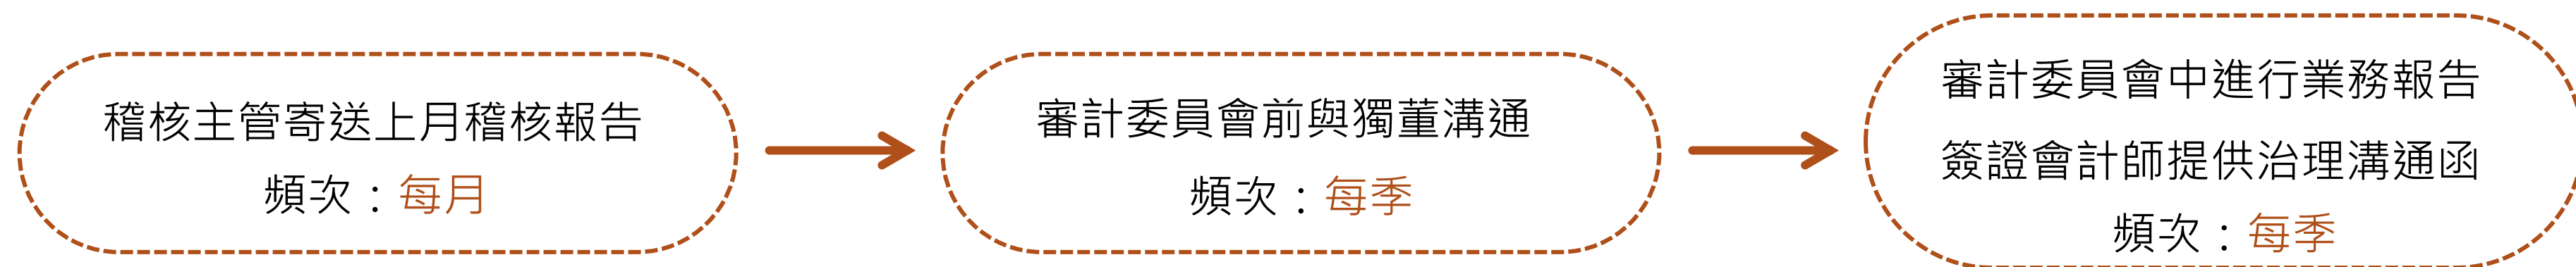 稽核主管寄送上月稽核報告
頻次：每月
審計委員會前與獨董溝通
頻次：每季
審計委員會中進行業務報告
簽證會計師提供治理溝通函
頻次：每季